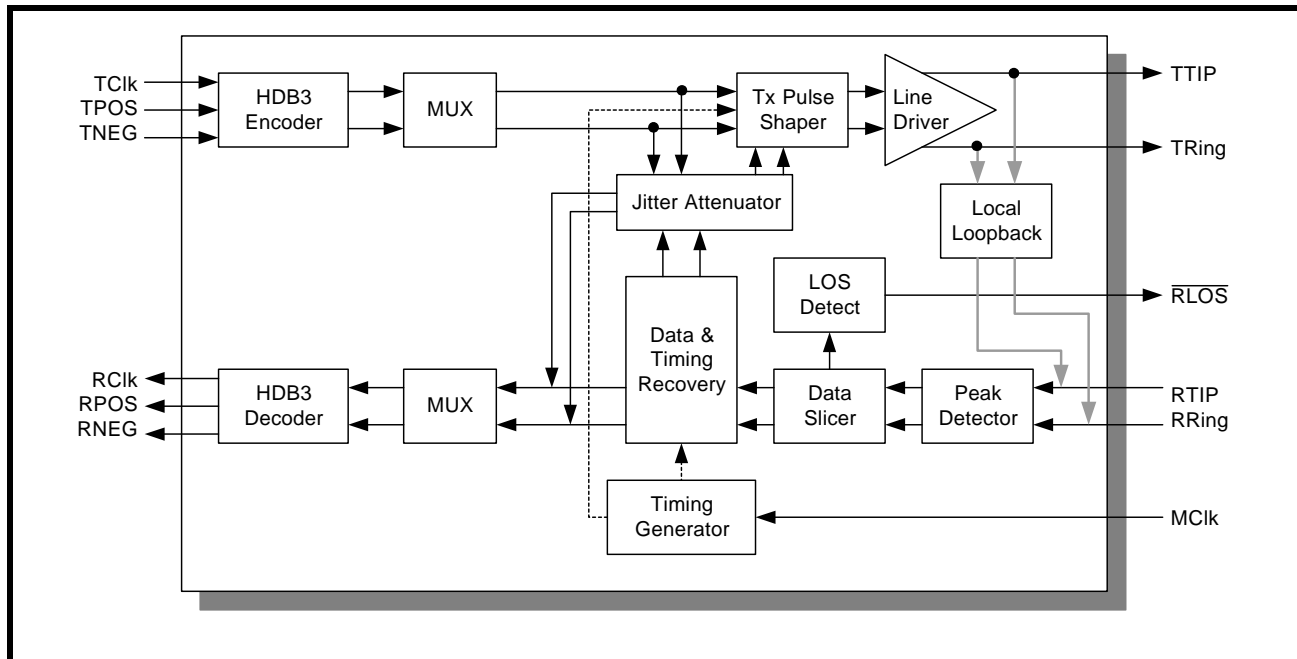 TClk
TPOS
TNEG
HDB3
Encoder
MUX
Tx Pulse
Shaper
Line
Driver
TTIP
TRing
Jitter Attenuator
Local
Loopback
LOS
Detect
RLOS
Data &
Timing
Recovery
RClk
RPOS
RNEG
HDB3
Decoder
MUX
Data
Slicer
Peak
Detector
RTIP
RRing
Timing
Generator
MClk